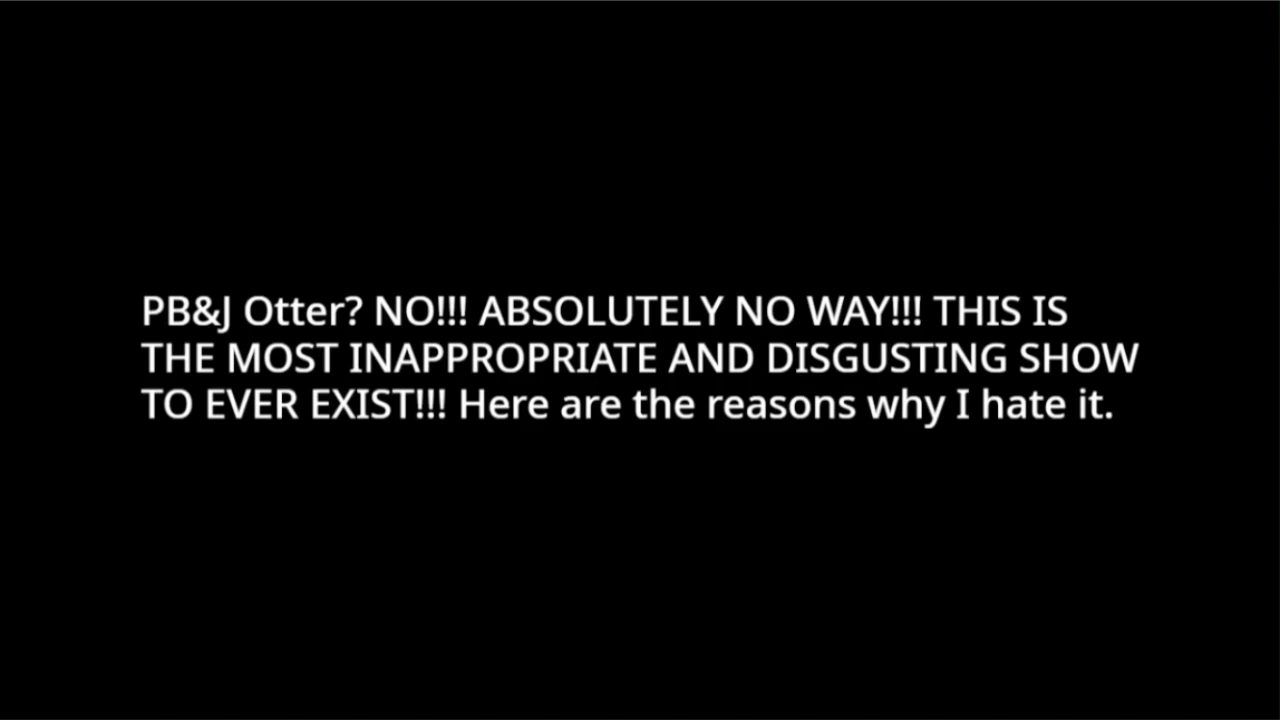 PB&J Otter? NO!!! ABSOLUTELY NO WAY!!! THIS IS
THE MOST INAPPROPRIATE AND DISGUSTING SHOW
TO EVER EXIST!!! Here are the reasons why I hate it.